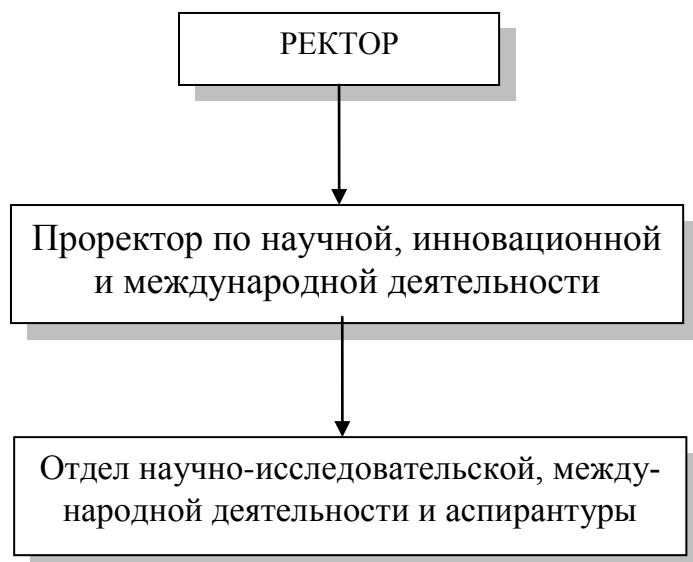 РЕКТОР
Проректор по научной, инновационной
и международной деятельности
Отдел научно-исследовательской, между-
народной деятельности и аспирантуры